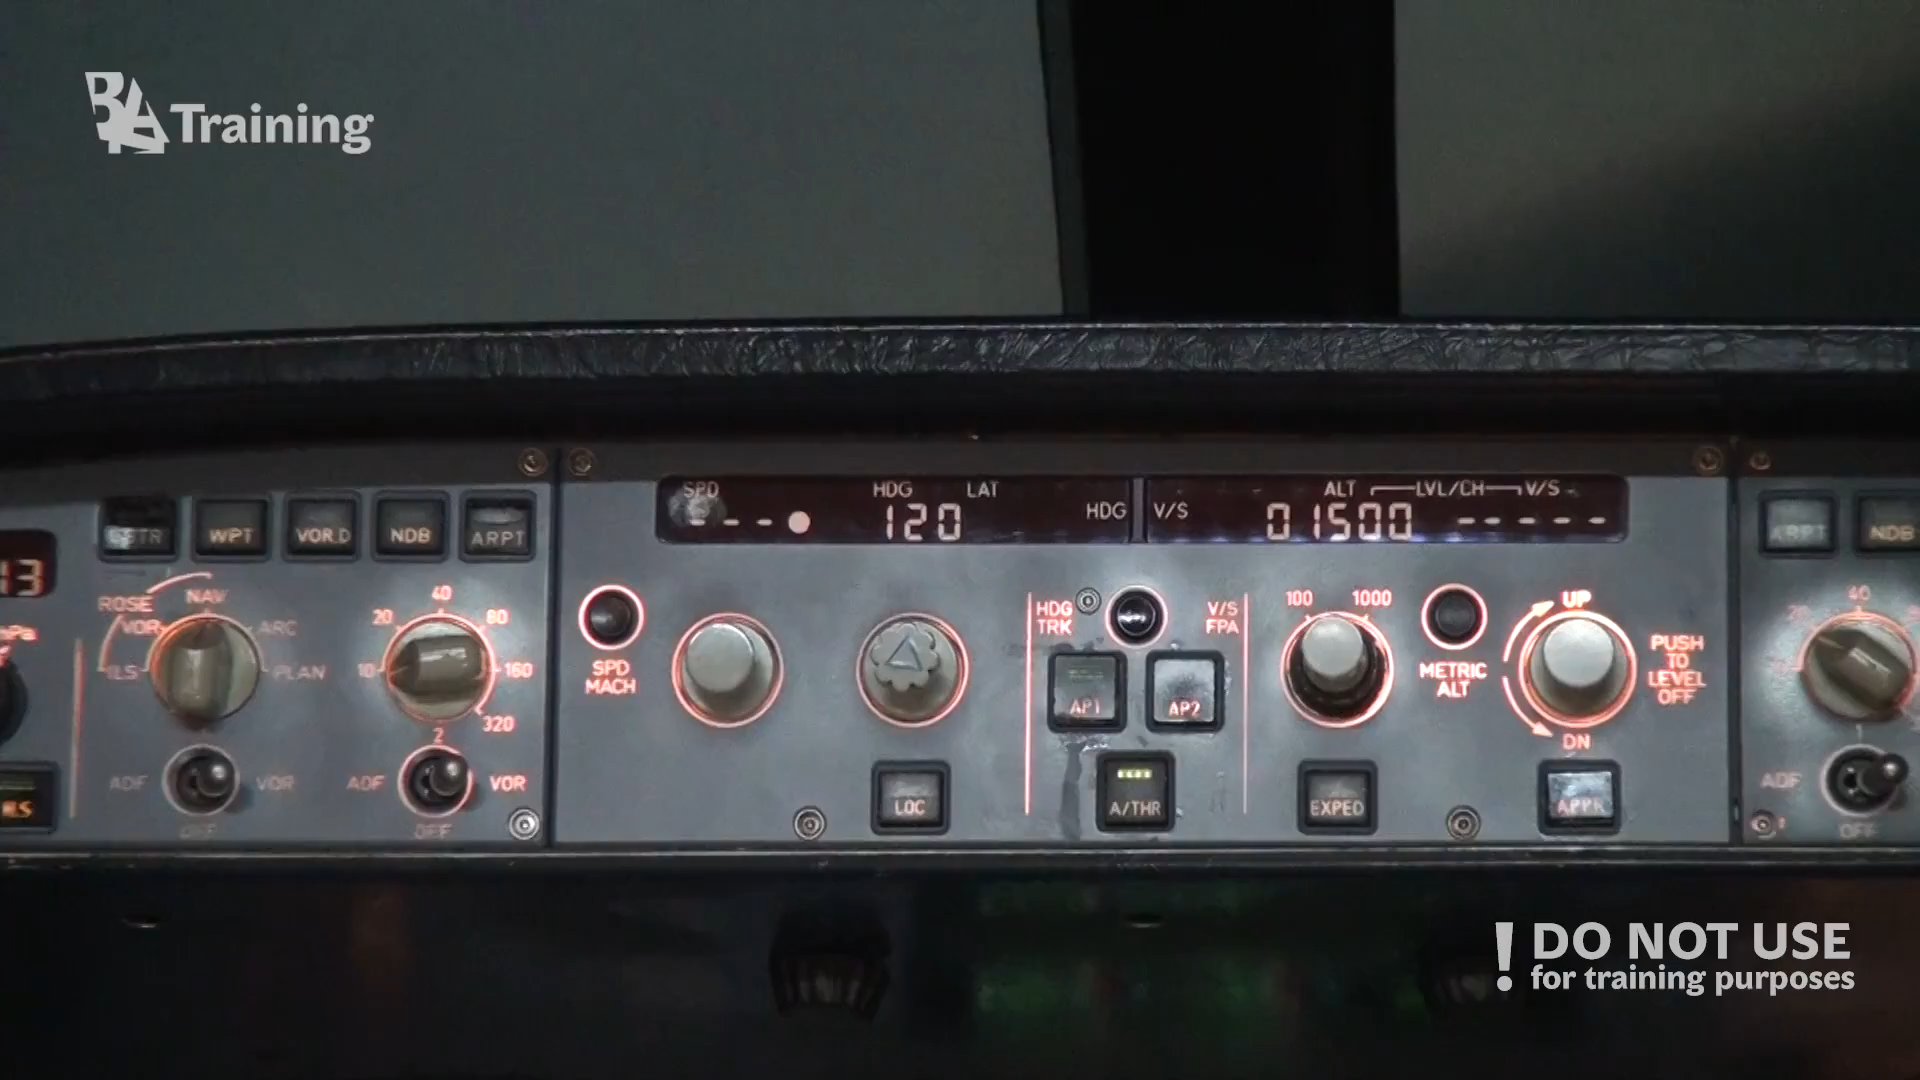 BAA Training
SPD HDG LAT ALT LVL/CH V/S
- - - 120 HDG V/S 01500 - - - - -
CSTR WPT VOR.D NDB ARPT
ARPT NDB
13
hPa
ROSE NAV
VOR ARC
ILS PLAN
40
20 80
10 160
320
2
ADF VOR
OFF
ADF VOR
OFF
SPD
MACH
HDG
TRK
V/S
FPA
AP1 AP2
LOC
A/THR
100 1000
METRIC
ALT
UP
DN
PUSH
TO
LEVEL
OFF
EXPED
APPR
20 40
ADF
OFF
! DO NOT USE
for training purposes